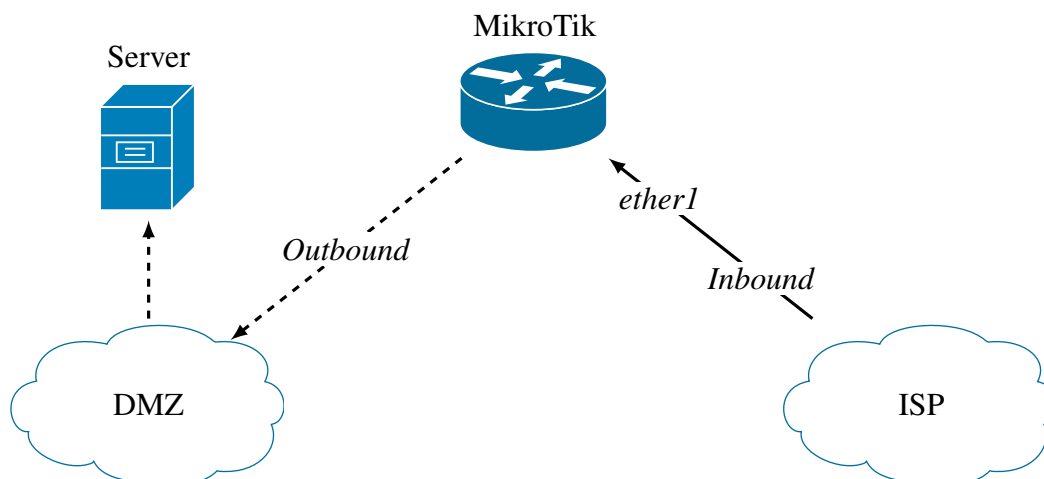 MikroTik
Server
ether1
Outbound
Inbound
DMZ
ISP